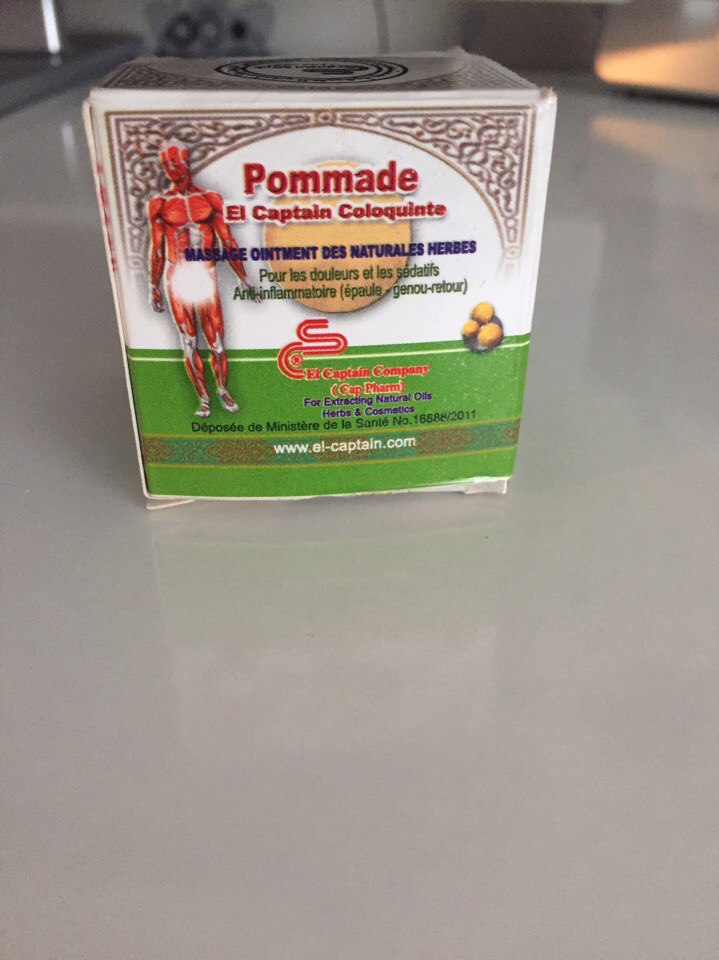 Pommade
El Captain Coloquinte
MASSAGE OINTMENT DES NATURALES HERBES
Pour les douleurs et les sédatifs
Anti-inflammatoire (épaule - genou-retour)
El Captain Company
(Cap Pharm)
For Extracting Natural Oils
Herbs & Cosmetics
Déposée de Ministère de la Santé No.16888/2011
www.el-captain.com